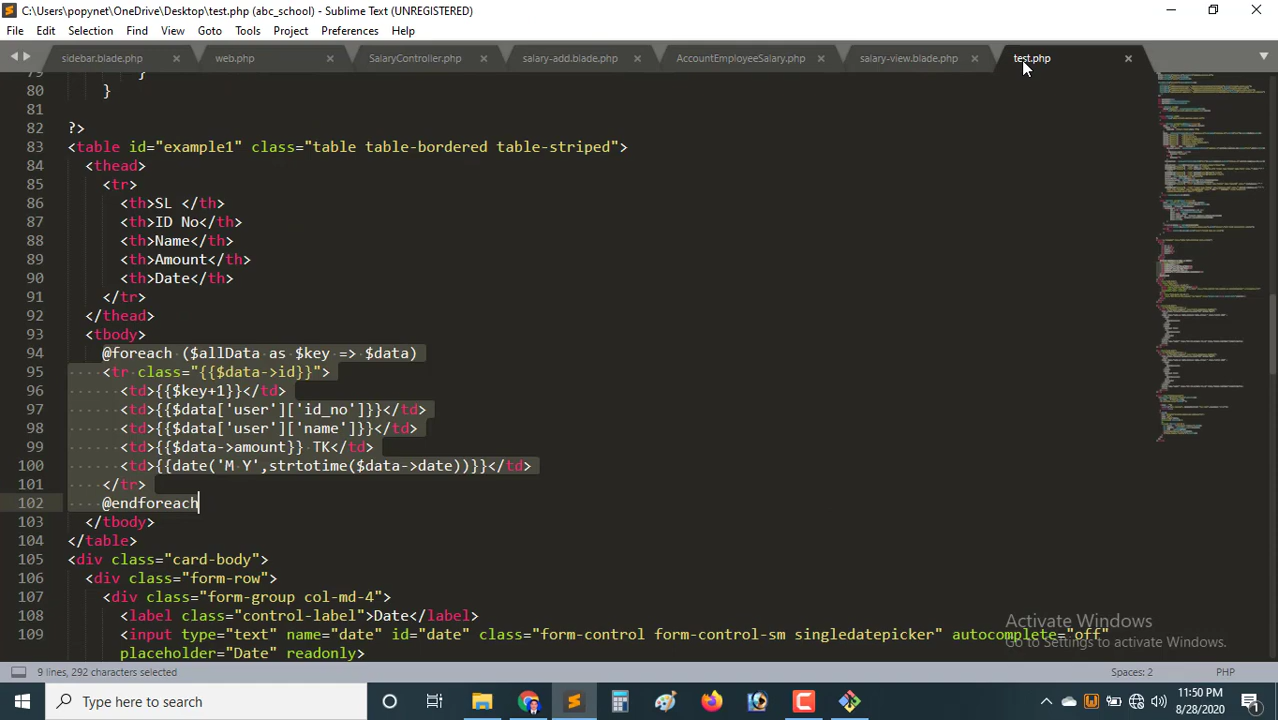 C:\Users\popynet\OneDrive\Desktop\test.php (abc_school) - Sublime Text (UNREGISTERED)
File Edit Selection Find View Goto Tools Project Preferences Help
sidebar.blade.php web.php SalaryController.php salary-add.blade.php AccountEmployeeSalary.php salary-view.blade.php test.php
79 }
80 }
81
82 ?>
83 <table id="example1" class="table table-bordered table-striped">
84 <thead>
85 <tr>
86 <th>SL </th>
87 <th>ID No</th>
88 <th>Name</th>
89 <th>Amount</th>
90 <th>Date</th>
91 </tr>
92 </thead>
93 <tbody>
94 @foreach ($allData as $key => $data)
95 <tr class="{{$data->id}}">
96 <td>{{$key+1}}</td>
97 <td>{{$data['user']['id_no']}}</td>
98 <td>{{$data['user']['name']}}</td>
99 <td>{{$data->amount}} TK</td>
100 <td>{{date('M Y',strtotime($data->date))}}</td>
101 </tr>
102 @endforeach
103 </tbody>
104 </table>
105 <div class="card-body">
106 <div class="form-row">
107 <div class="form-group col-md-4">
108 <label class="control-label">Date</label>
109 <input type="text" name="date" id="date" class="form-control form-control-sm singledatepicker" autocomplete="off"
placeholder="Date" readonly>
Activate Windows
Go to Settings to activate Windows.
9 lines, 292 characters selected Spaces: 2 PHP
Type here to search
11:50 PM
8/28/2020
1